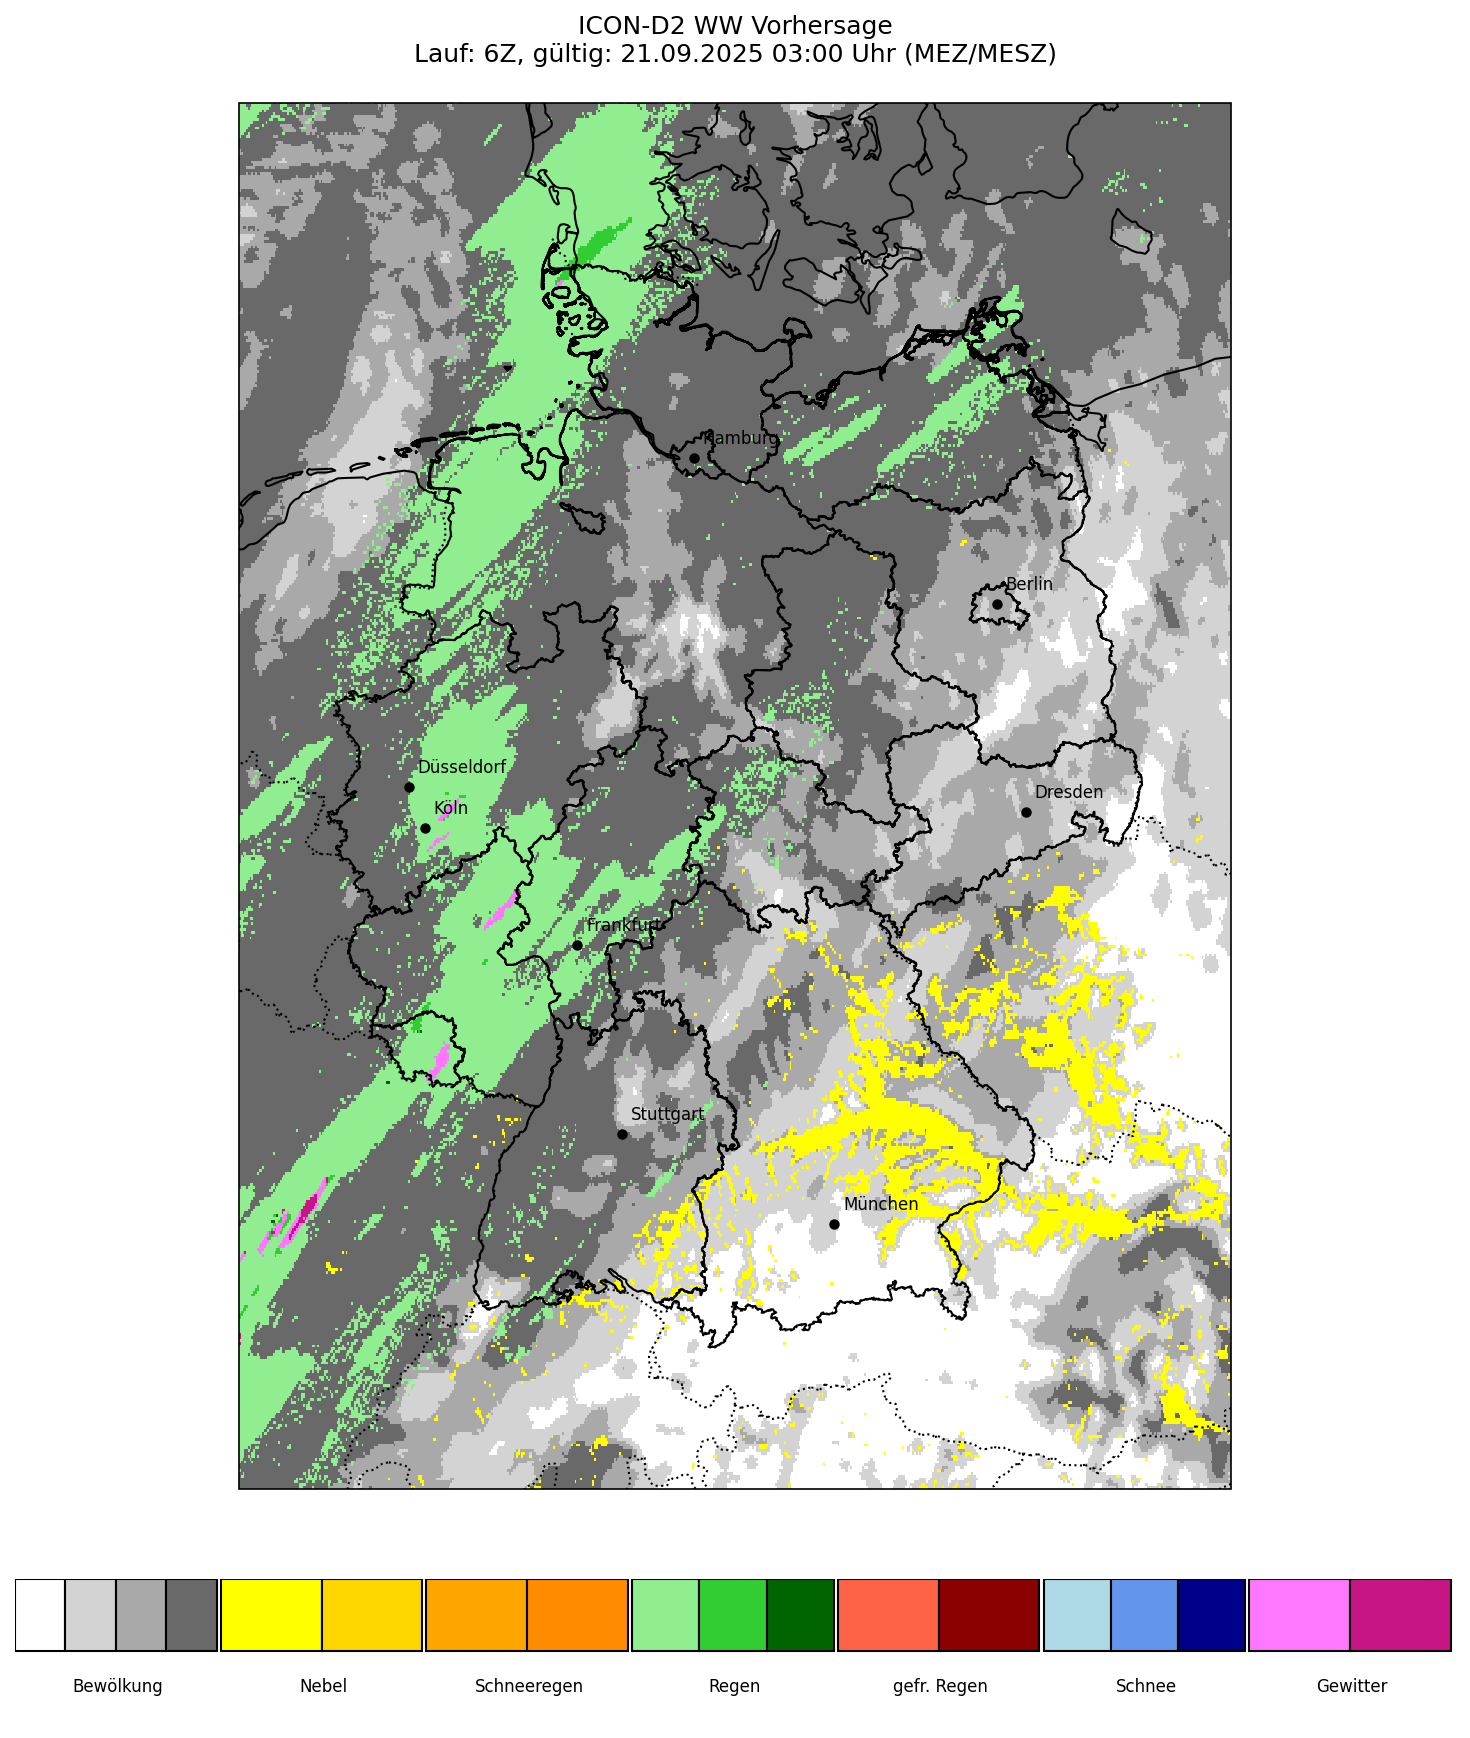 ICON-D2 WW Vorhersage
Lauf: 6Z, gültig: 21.09.2025 03:00 Uhr (MEZ/MESZ)
Hamburg
Berlin
Düsseldorf
Köln
Dresden
Frankfurt
Stuttgart
München
Bewölkung
Nebel
Schneeregen
Regen
gefr. Regen
Schnee
Gewitter